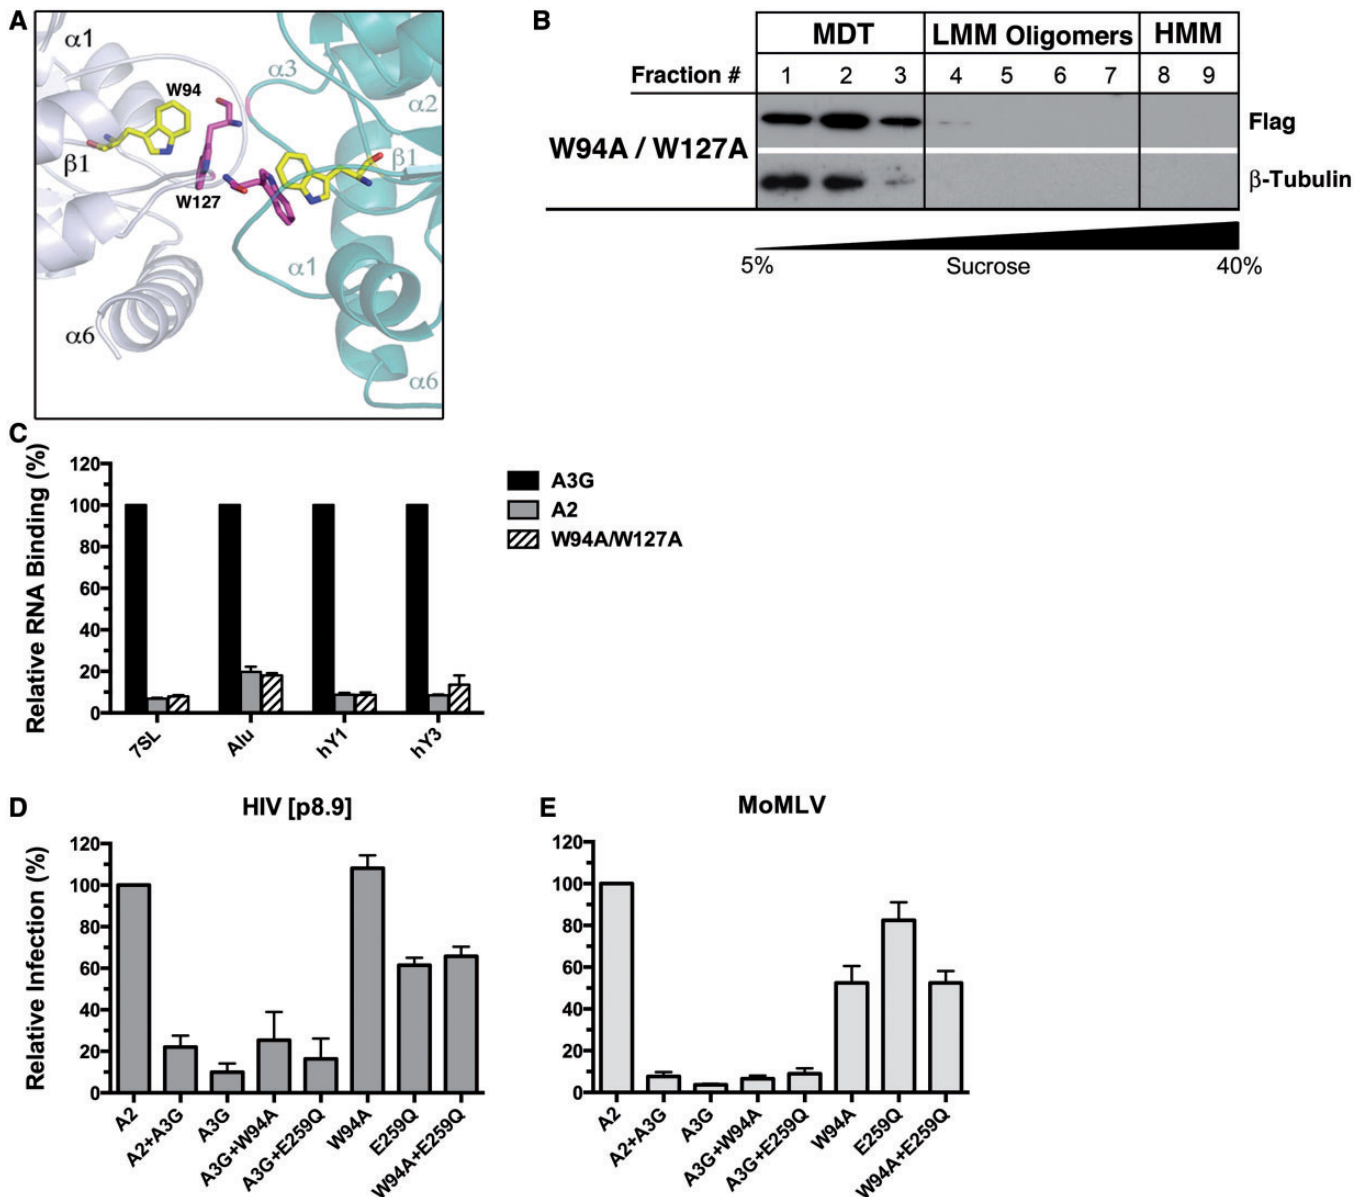 A
α1
W94
β1
W127
α6
α3
α2
β1
α1
α6
B
MDT
LMM Oligomers
HMM
Fraction #
1 2 3 4 5 6 7 8 9
W94A / W127A
Flag
β-Tubulin
5%
Sucrose
40%
C
Relative RNA Binding (%)
120
100
80
60
40
20
0
7SL
Alu
hY1
hY3
A3G
A2
W94A/W127A
D
HIV [p8.9]
Relative Infection (%)
120
100
80
60
40
20
0
A2
A2+A3G
A3G
A3G+W94A
A3G+E259Q
W94A
E259Q
W94A+E259Q
E
MoMLV
120
100
80
60
40
20
0
A2
A2+A3G
A3G
A3G+W94A
A3G+E259Q
W94A
E259Q
W94A+E259Q